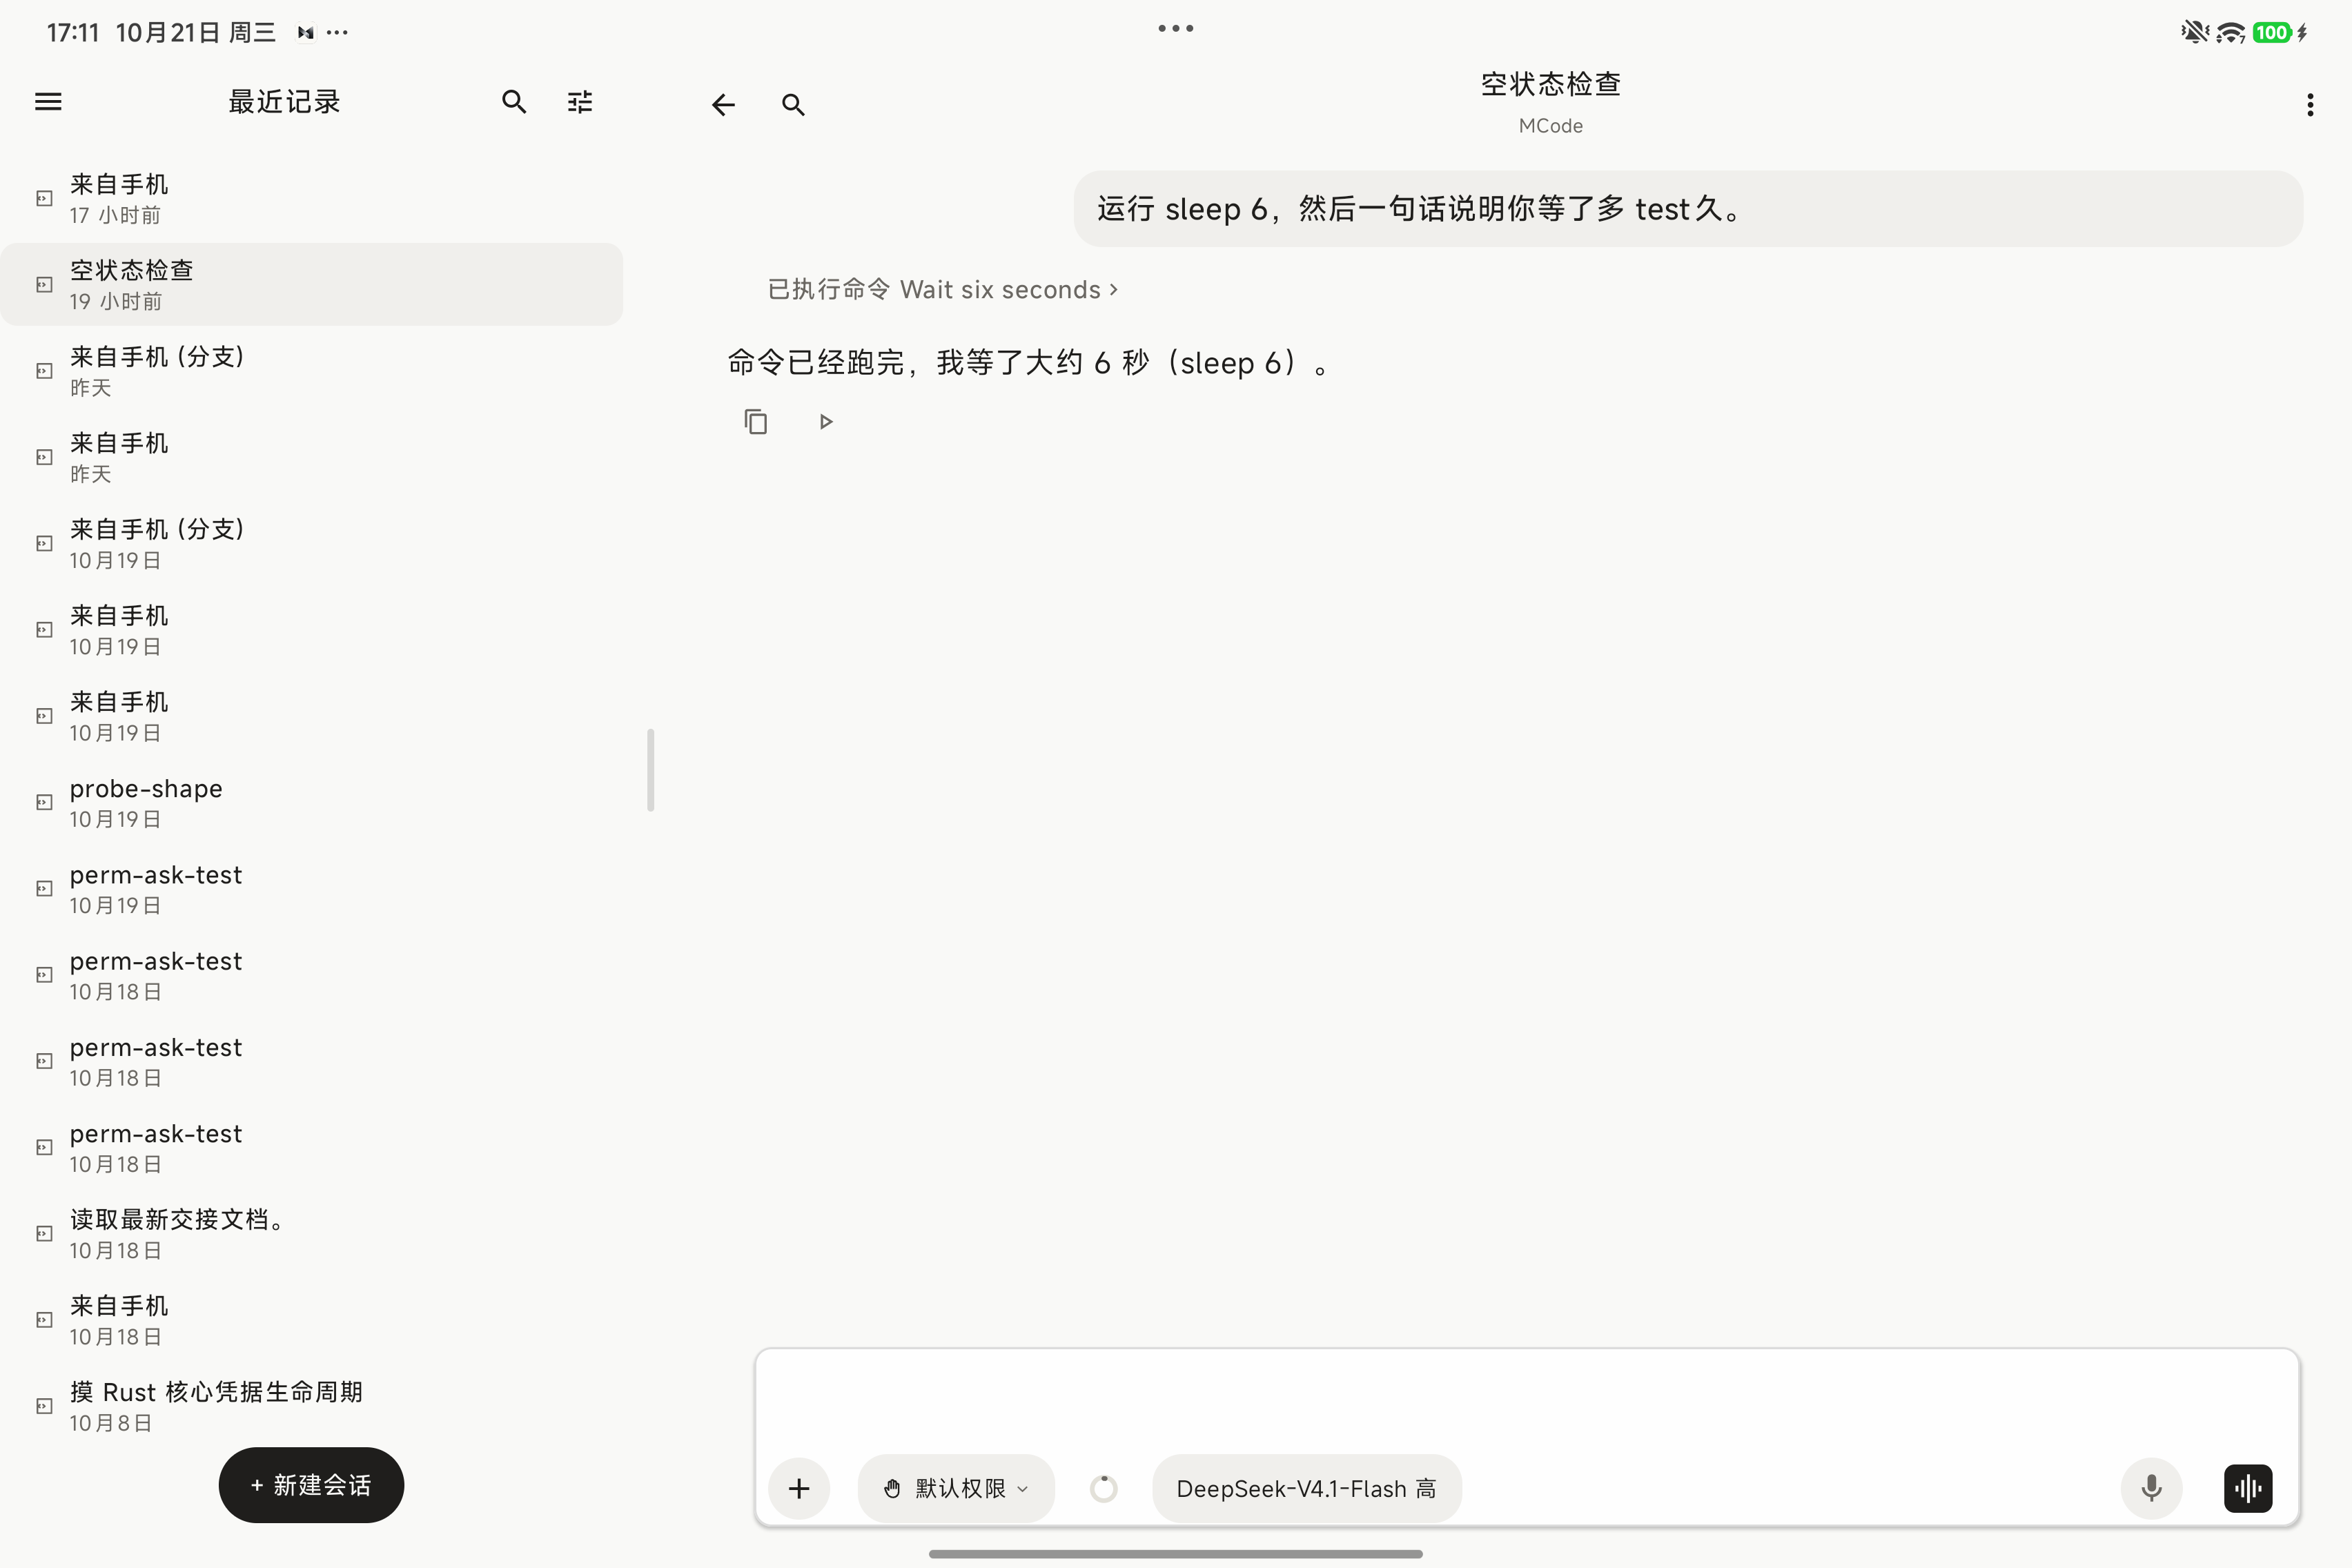 17:11 10月21日 周三
100
最近记录
来自手机
17 小时前
空状态检查
19 小时前
来自手机 (分支)
昨天
来自手机
昨天
来自手机 (分支)
10月19日
来自手机
10月19日
来自手机
10月19日
probe-shape
10月19日
perm-ask-test
10月19日
perm-ask-test
10月18日
perm-ask-test
10月18日
perm-ask-test
10月18日
读取最新交接文档。
10月18日
来自手机
10月18日
摸 Rust 核心凭据生命周期
10月8日
+ 新建会话
空状态检查
MCode
运行 sleep 6，然后一句话说明你等了多 test久。
已执行命令 Wait six seconds ›
命令已经跑完，我等了大约 6 秒（sleep 6）。
默认权限
DeepSeek-V4.1-Flash 高